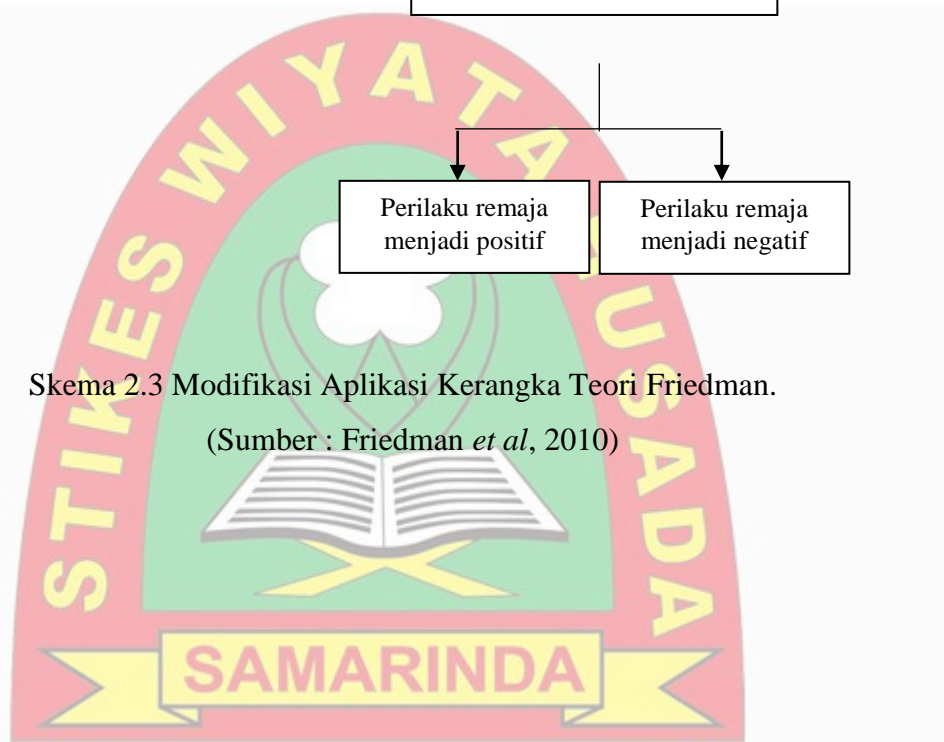 Perilaku remaja
menjadi positif
Perilaku remaja
menjadi negatif
Skema 2.3 Modifikasi Aplikasi Kerangka Teori Friedman.
(Sumber : Friedman et al, 2010)
STIKES WIYATA HUSADA
SAMARINDA